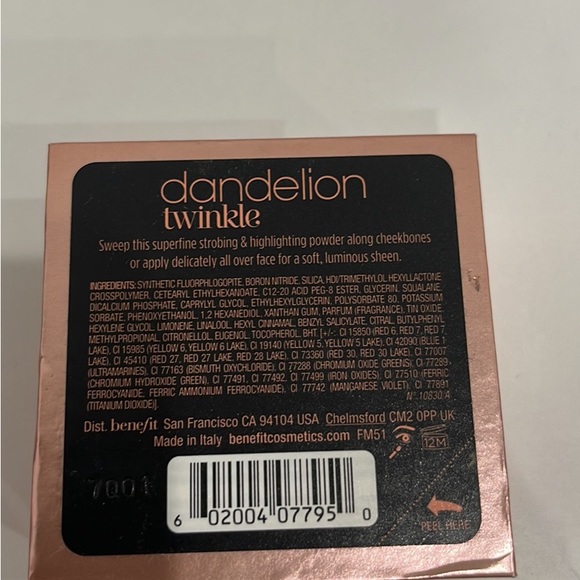 dandelion
twinkle
Sweep this superfine strobing & highlighting powder along cheekbones
or apply delicately all over face for a soft, luminous sheen.
INGREDIENTS: SYNTHETIC FLUORPHLOGOPITE, BORON NITRIDE, SILICA, HDI/TRIMETHYLOL HEXYLLACTONE
CROSSPOLYMER, CETEARYL ETHYLHEXANOATE, C12-20 ACID PEG-8 ESTER, GLYCERIN, SQUALANE,
DICALCIUM PHOSPHATE, CAPRYLYL GLYCOL, ETHYLHEXYLGLYCERIN, POLYSORBATE 80, POTASSIUM
SORBATE, PHENOXYETHANOL, 1,2 HEXANEDIOL, XANTHAN GUM, PARFUM (FRAGRANCE), TIN OXIDE,
HEXYLENE GLYCOL, LIMONENE, LINALOOL, HEXYL CINNAMAL, BENZYL SALICYLATE, CITRAL, BUTYLPHENYL
METHYLPROPIONAL, CITRONELLOL, EUGENOL, TOCOPHEROL, BHT. [+/-: CI 15850 (RED 6, RED 7, RED 7
LAKE), CI 15985 (YELLOW 6, YELLOW 6 LAKE), CI 19140 (YELLOW 5, YELLOW 5 LAKE), CI 42090 (BLUE 1
LAKE), CI 45410 (RED 27, RED 27 LAKE, RED 28 LAKE), CI 73360 (RED 30, RED 30 LAKE), CI 77007
(ULTRAMARINES), CI 77163 (BISMUTH OXYCHLORIDE), CI 77288 (CHROMIUM OXIDE GREENS), CI 77289
(CHROMIUM HYDROXIDE GREEN), CI 77491, CI 77492, CI 77499 (IRON OXIDES), CI 77510 (FERRIC
FERROCYANIDE, FERRIC AMMONIUM FERROCYANIDE), CI 77742 (MANGANESE VIOLET), CI 77891
(TITANIUM DIOXIDE)].
N° 10830/A
Dist. benefit San Francisco CA 94104 USA Chelmsford CM2 0PP UK
Made in Italy benefitcosmetics.com FM51
12M
6 02004 07795 0
PEEL HERE